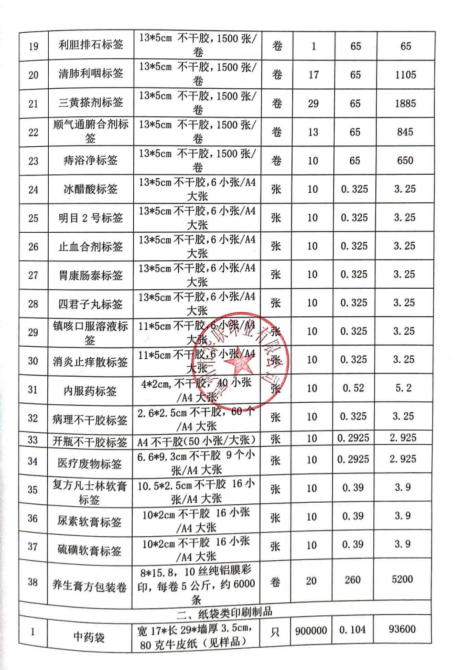 19 利胆排石标签 13*5cm 不干胶，1500 张/卷 卷 1 65 65
20 清肺利咽标签 13*5cm 不干胶，1500 张/卷 卷 17 65 1105
21 三黄搽剂标签 13*5cm 不干胶，1500 张/卷 卷 29 65 1885
22 顺气通腑合剂标签 13*5cm 不干胶，1500 张/卷 卷 13 65 845
23 痔浴净标签 13*5cm 不干胶，1500 张/卷 卷 10 65 650
24 冰醋酸标签 13*5cm 不干胶,6 小张/A4 大张 张 10 0.325 3.25
25 明目 2 号标签 13*5cm 不干胶,6 小张/A4 大张 张 10 0.325 3.25
26 止血合剂标签 13*5cm 不干胶,6 小张/A4 大张 张 10 0.325 3.25
27 胃康肠泰标签 13*5cm 不干胶,6 小张/A4 大张 张 10 0.325 3.25
28 四君子丸标签 13*5cm 不干胶,6 小张/A4 大张 张 10 0.325 3.25
29 镇咳口服溶液标签 11*5cm 不干胶,6 小张/A4 大张 张 10 0.325 3.25
30 消炎止痒散标签 11*5cm 不干胶,6 小张/A4 大张 张 10 0.325 3.25
31 内服药标签 4*2cm,不干胶，40 小张/A4 大张 张 10 0.52 5.2
32 病理不干胶标签 2.6*2.5cm 不干胶，60 个/A4 大张 张 10 0.325 3.25
33 开瓶不干胶标签 A4 不干胶(50 小张/大张) 张 10 0.2925 2.925
34 医疗废物标签 6.6*9.3cm 不干胶 9 个小张/A4 大张 张 10 0.2925 2.925
35 复方凡士林软膏标签 10.5*2.5cm 不干胶 16 小张/A4 大张 张 10 0.39 3.9
36 尿素软膏标签 10*2cm 不干胶 16 小张/A4 大张 张 10 0.39 3.9
37 硫磺软膏标签 10*2cm 不干胶 16 小张/A4 大张 张 10 0.39 3.9
38 养生膏方包装卷 8*15.8，10 丝纯铝膜彩印，每卷 5 公斤，约 6000 条 卷 20 260 5200
二、纸袋类印刷制品
1 中药袋 宽 17*长 29*墙厚 3.5cm，80 克牛皮纸（见样品） 只 900000 0.104 93600